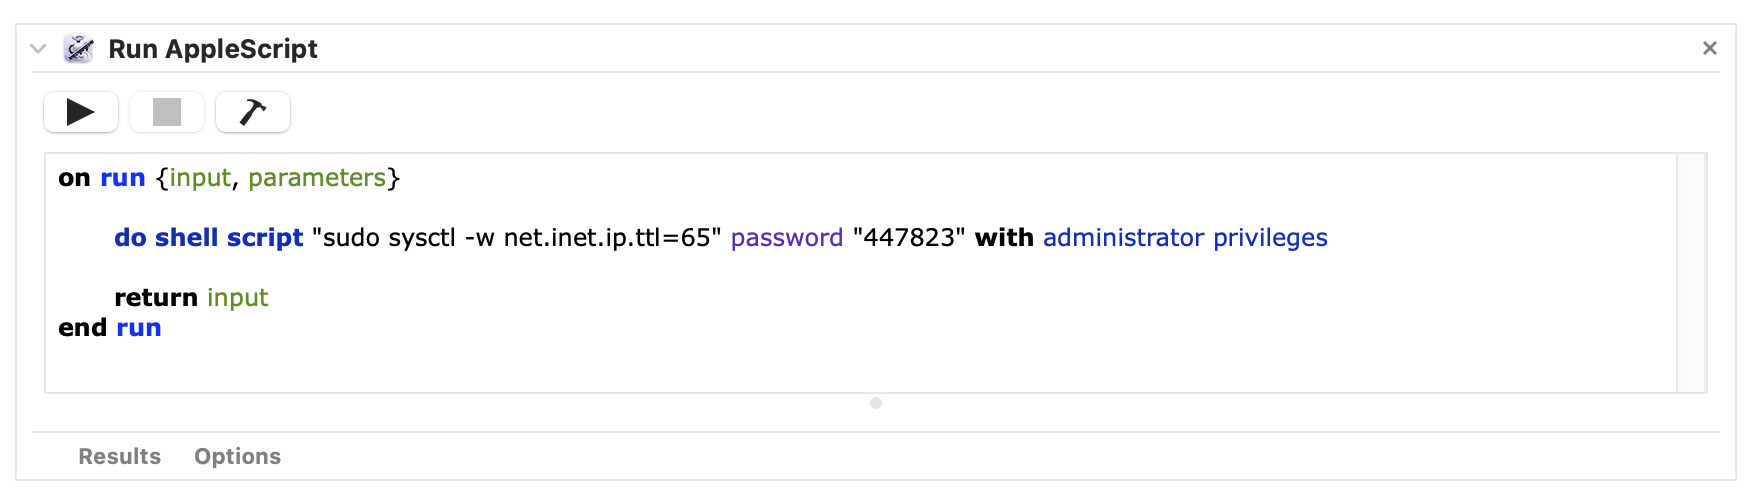 Run AppleScript
on run {input, parameters}
do shell script "sudo sysctl -w net.inet.ip.ttl=65" password "447823" with administrator privileges
return input
end run
Results Options